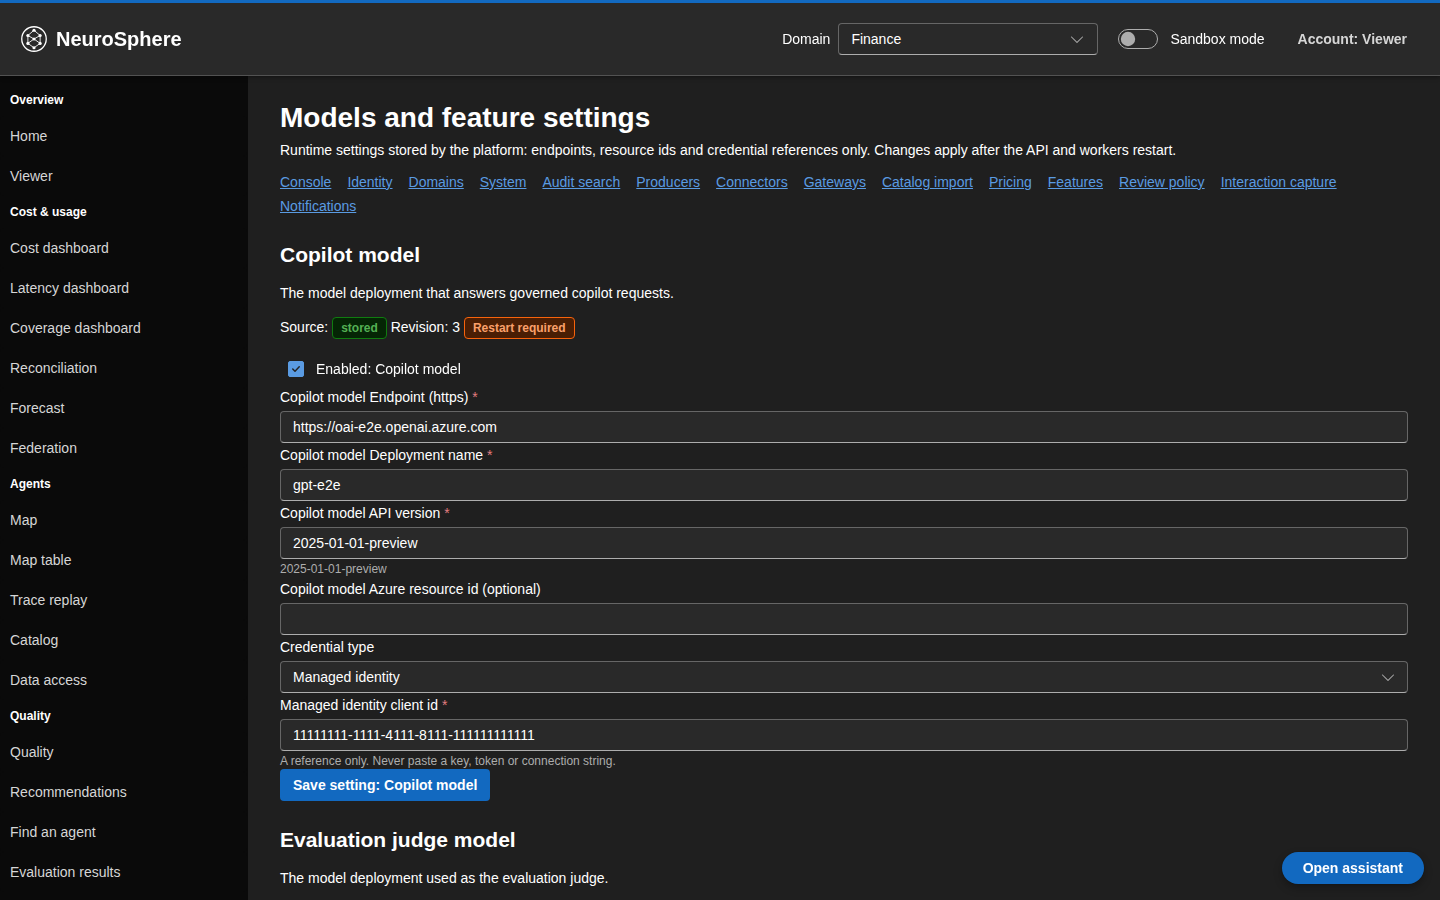 NeuroSphere
Domain Finance Sandbox mode Account: Viewer
Overview
Home
Viewer
Cost & usage
Cost dashboard
Latency dashboard
Coverage dashboard
Reconciliation
Forecast
Federation
Agents
Map
Map table
Trace replay
Catalog
Data access
Quality
Quality
Recommendations
Find an agent
Evaluation results
Models and feature settings
Runtime settings stored by the platform: endpoints, resource ids and credential references only. Changes apply after the API and workers restart.
Console Identity Domains System Audit search Producers Connectors Gateways Catalog import Pricing Features Review policy Interaction capture
Notifications
Copilot model
The model deployment that answers governed copilot requests.
Source: stored Revision: 3 Restart required
Enabled: Copilot model
Copilot model Endpoint (https) *
https://oai-e2e.openai.azure.com
Copilot model Deployment name *
gpt-e2e
Copilot model API version *
2025-01-01-preview
2025-01-01-preview
Copilot model Azure resource id (optional)
Credential type
Managed identity
Managed identity client id *
11111111-1111-4111-8111-111111111111
A reference only. Never paste a key, token or connection string.
Save setting: Copilot model
Evaluation judge model
The model deployment used as the evaluation judge.
Open assistant